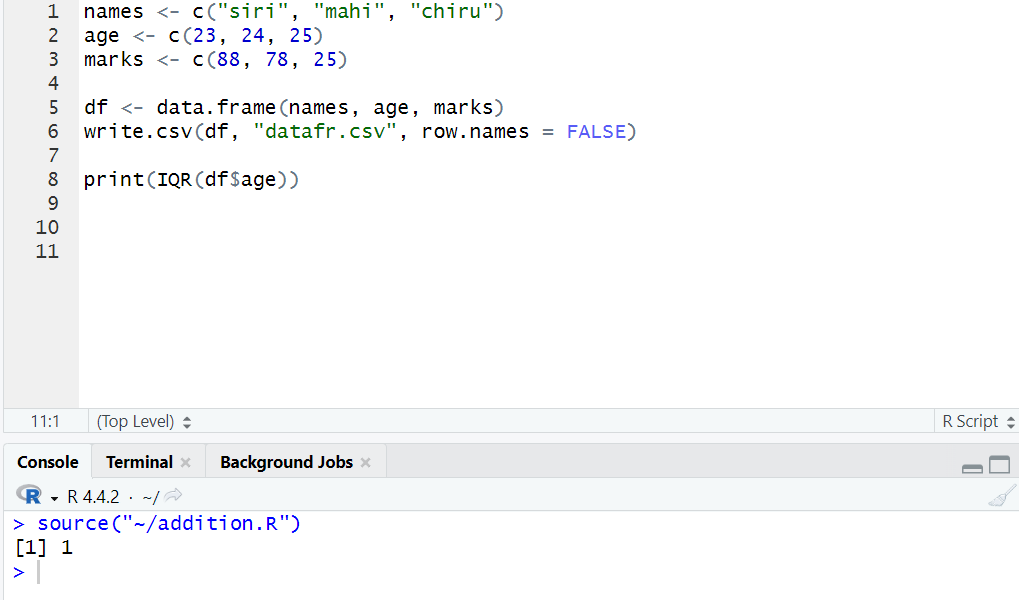 1 names <- c("siri", "mahi", "chiru")
2 age <- c(23, 24, 25)
3 marks <- c(88, 78, 25)
4
5 df <- data.frame(names, age, marks)
6 write.csv(df, "datafr.csv", row.names = FALSE)
7
8 print(IQR(df$age))
9
10
11
11:1 (Top Level) R Script
Console Terminal Background Jobs
R R 4.4.2 · ~/
> source("~/addition.R")
[1] 1
>